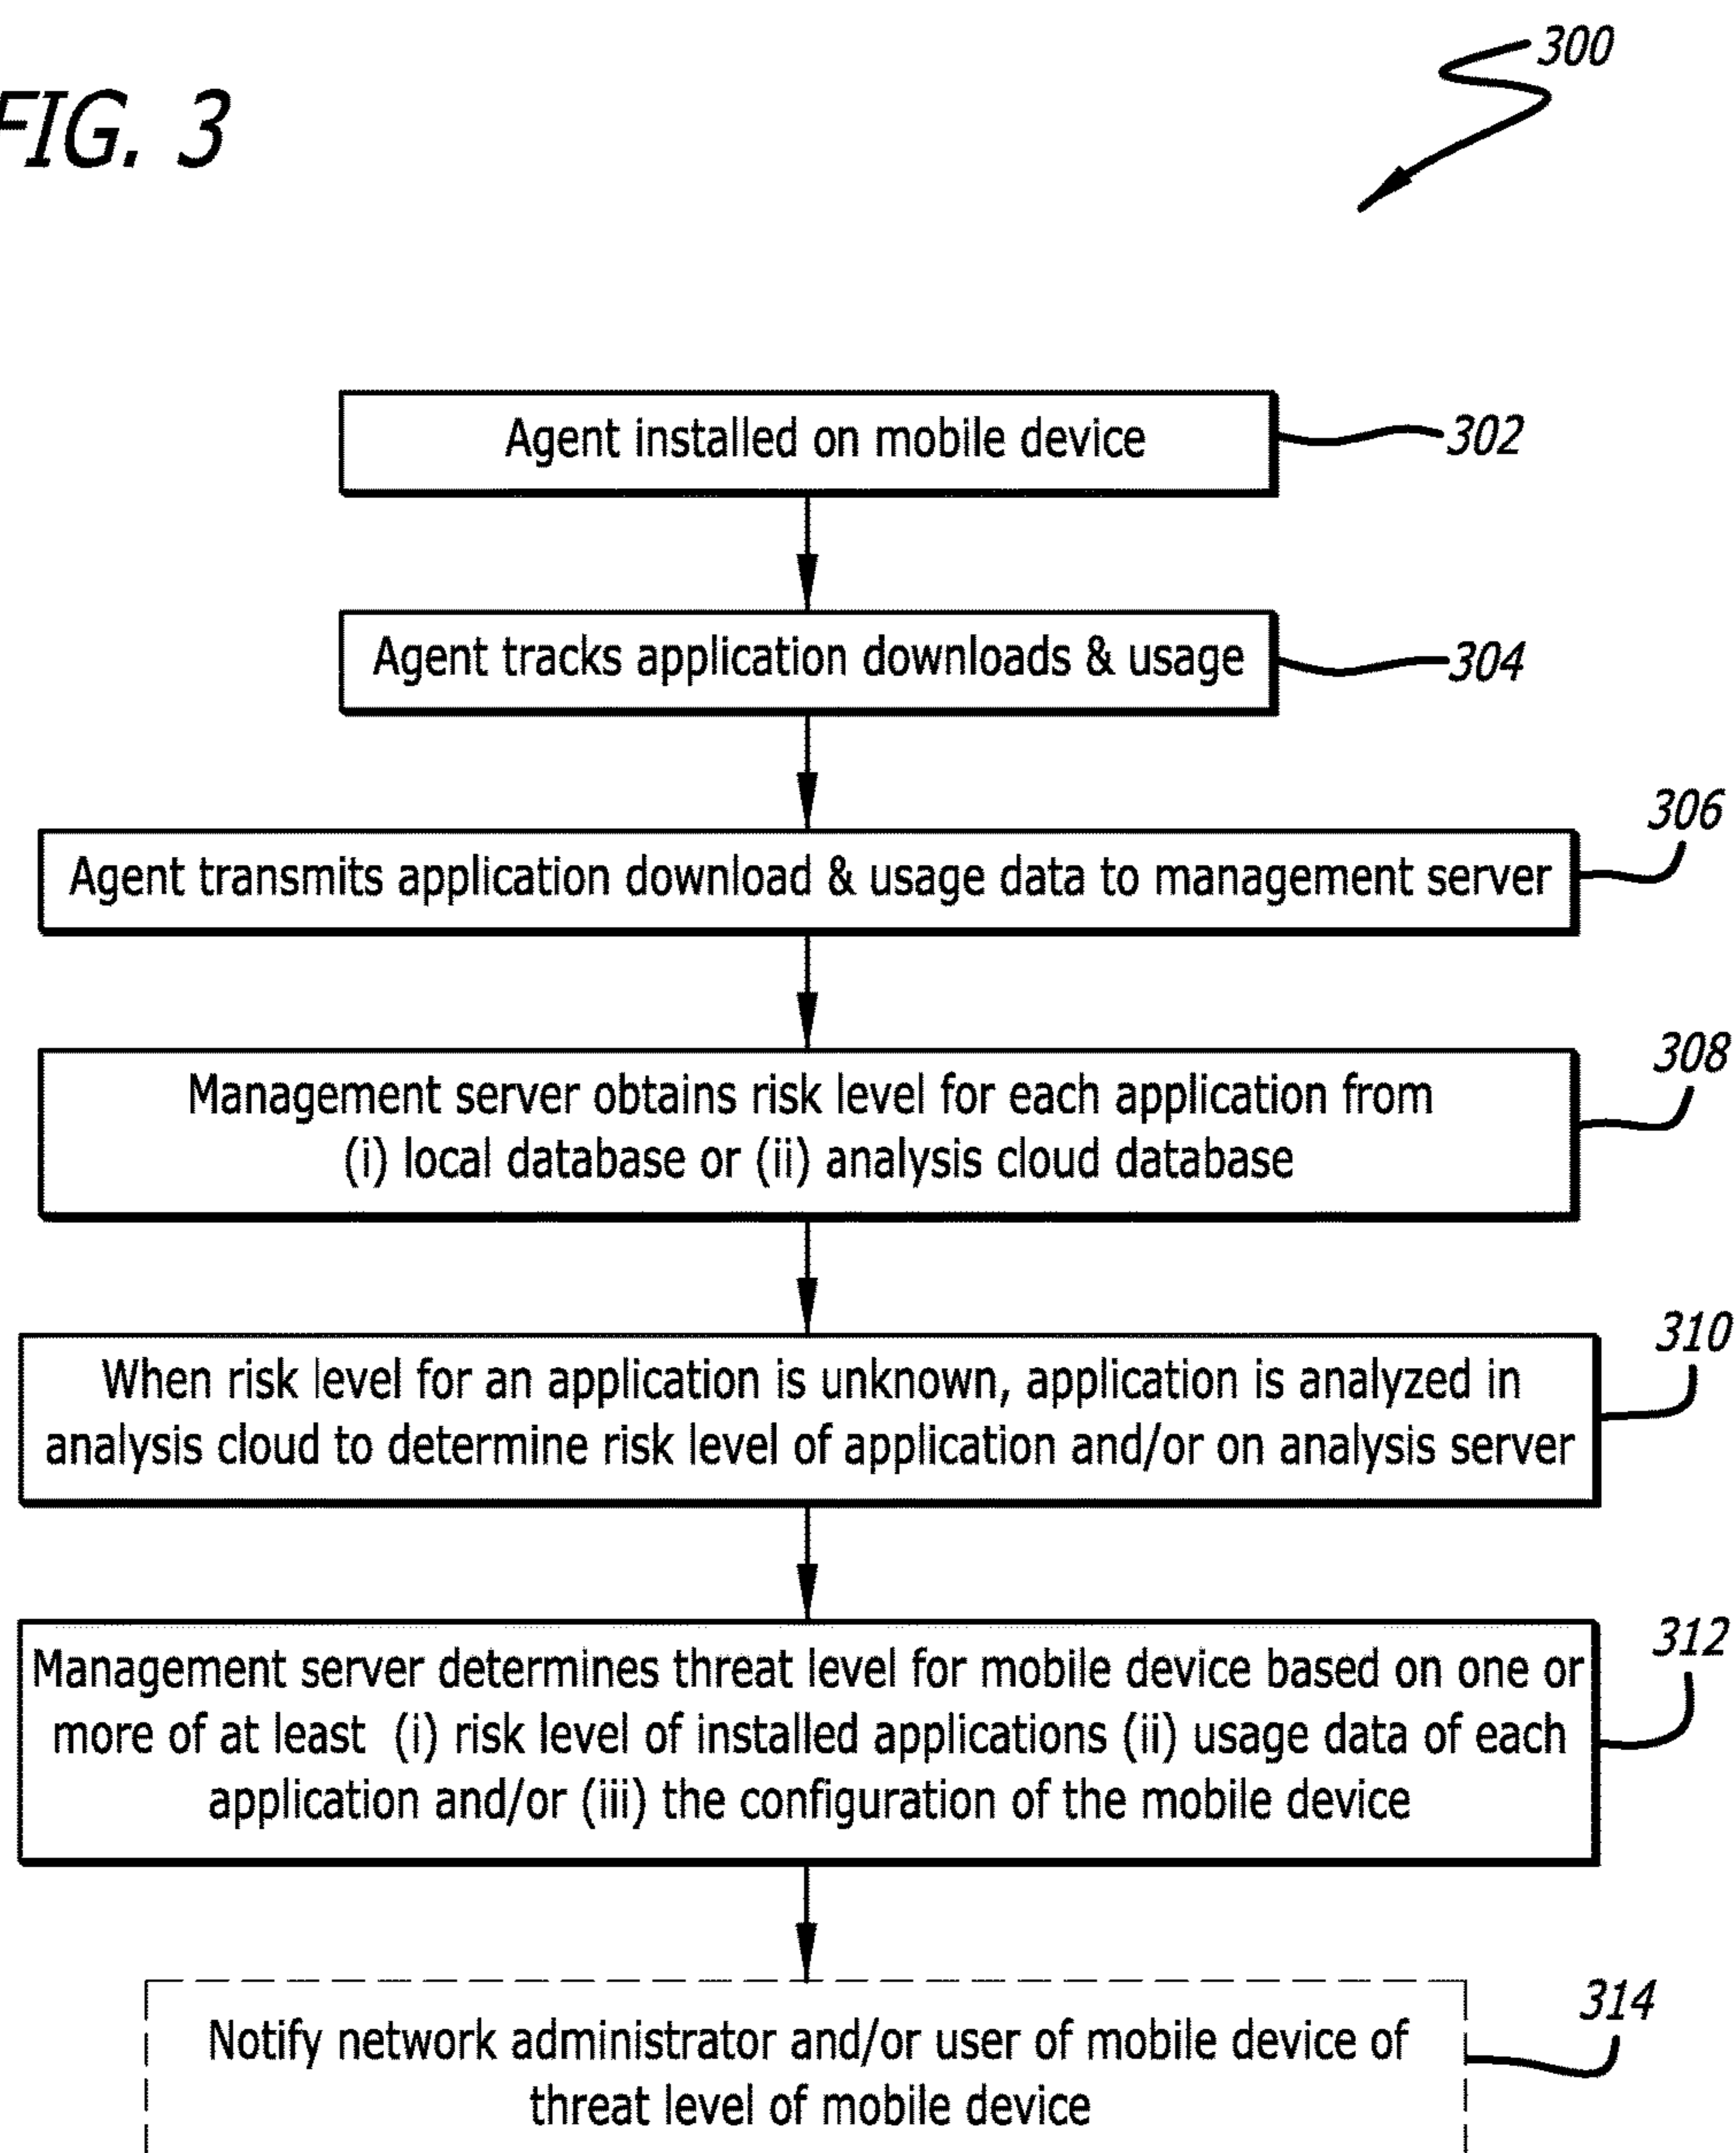 FIG. 3
300
Agent installed on mobile device
302
Agent tracks application downloads & usage
304
306
Agent transmits application download & usage data to management server
308
Management server obtains risk level for each application from
(i) local database or (ii) analysis cloud database
310
When risk level for an application is unknown, application is analyzed in
analysis cloud to determine risk level of application and/or on analysis server
312
Management server determines threat level for mobile device based on one or
more of at least (i) risk level of installed applications (ii) usage data of each
application and/or (iii) the configuration of the mobile device
314
Notify network administrator and/or user of mobile device of
threat level of mobile device